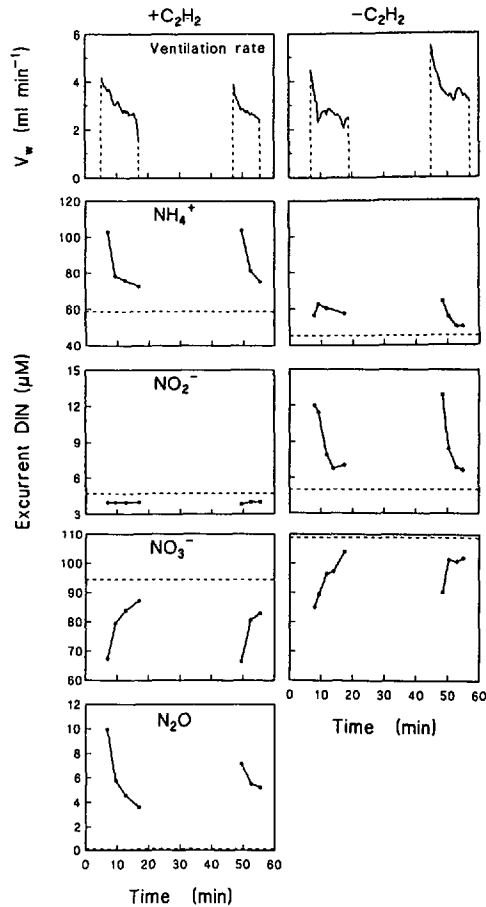 +C₂H₂
−C₂H₂
V_w (ml min⁻¹)
6
4
2
0
Ventilation rate
Excurrent DIN (μM)
120
100
80
60
40
NH₄⁺
15
12
9
6
3
NO₂⁻
110
100
90
80
70
60
NO₃⁻
0 10 20 30 40 50 60
Time (min)
12
10
8
6
4
2
0
N₂O
0 10 20 30 40 50 60
Time (min)